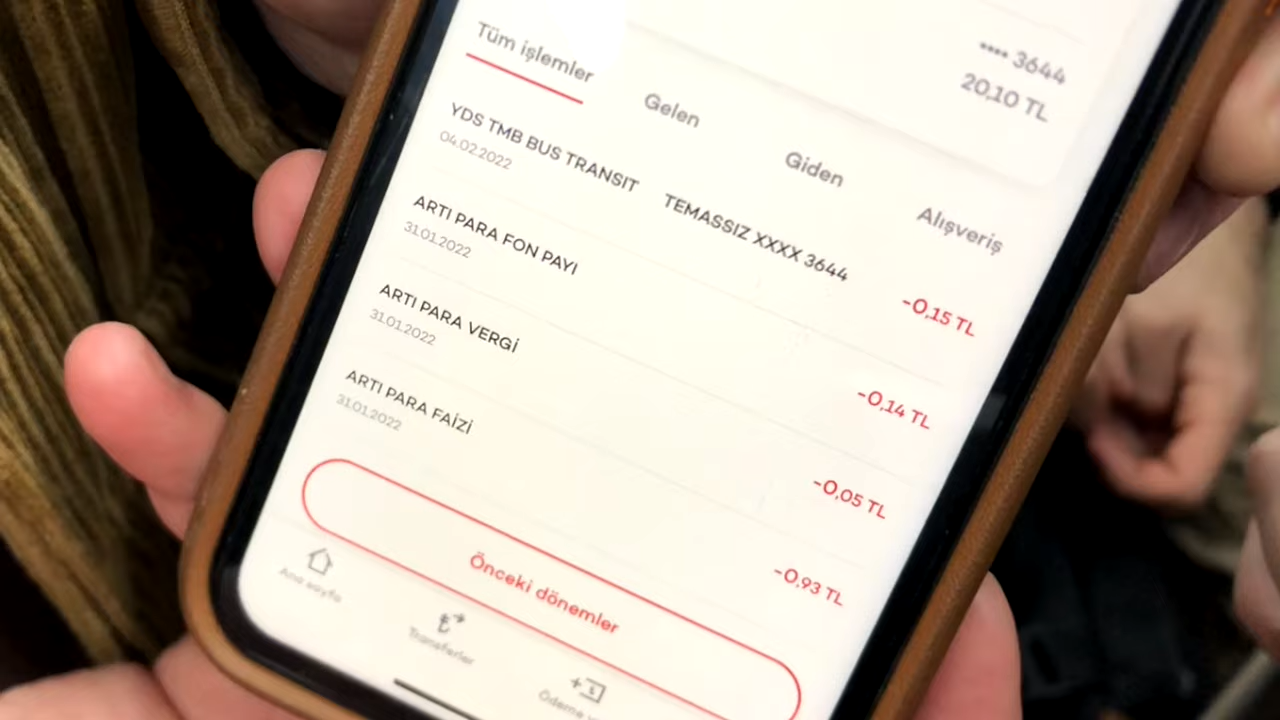 •••• 3644
20,10 TL
Tüm işlemler
Gelen
Giden
Alışveriş
YDS TMB BUS TRANSIT TEMASSIZ XXXX 3644
04.02.2022
-0,15 TL
ARTI PARA FON PAYI
31.01.2022
-0,14 TL
ARTI PARA VERGİ
31.01.2022
-0,05 TL
ARTI PARA FAİZİ
31.01.2022
-0,93 TL
Önceki dönemler
Ana sayfa
Transferler
Ödeme